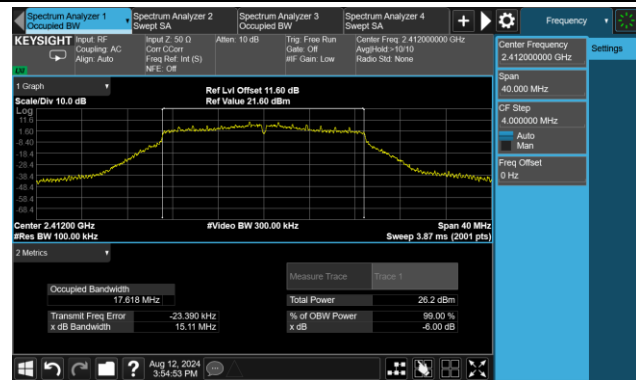 Spectrum Analyzer 1
Occupied BW
Spectrum Analyzer 2
Swept SA
Spectrum Analyzer 3
Occupied BW
Spectrum Analyzer 4
Swept SA
Frequency
KEYSIGHT
Input: RF
Coupling: AC
Align: Auto
Input Z: 50 Ω
Corr CCorr
Freq Ref: Int (S)
NFE: Off
Atten: 10 dB
Trig: Free Run
Gate: Off
#IF Gain: Low
Center Freq: 2.412000000 GHz
Avg|Hold:>10/10
Radio Std: None
LW
Center Frequency
2.412000000 GHz
Settings
Span
40.000 MHz
CF Step
4.000000 MHz
Auto
Man
Freq Offset
0 Hz
1 Graph
Scale/Div 10.0 dB
Ref Lvl Offset 11.60 dB
Ref Value 21.60 dBm
Log
11.6
1.60
-8.40
-18.4
-28.4
-38.4
-48.4
-58.4
-68.4
Center 2.41200 GHz
#Video BW 300.00 kHz
Span 40 MHz
#Res BW 100.00 kHz
Sweep 3.87 ms (2001 pts)
2 Metrics
Measure Trace
Trace 1
Occupied Bandwidth
17.618 MHz
Total Power
26.2 dBm
Transmit Freq Error
-23.390 kHz
% of OBW Power
99.00 %
x dB Bandwidth
15.11 MHz
x dB
-6.00 dB
?
Aug 12, 2024
3:54:53 PM